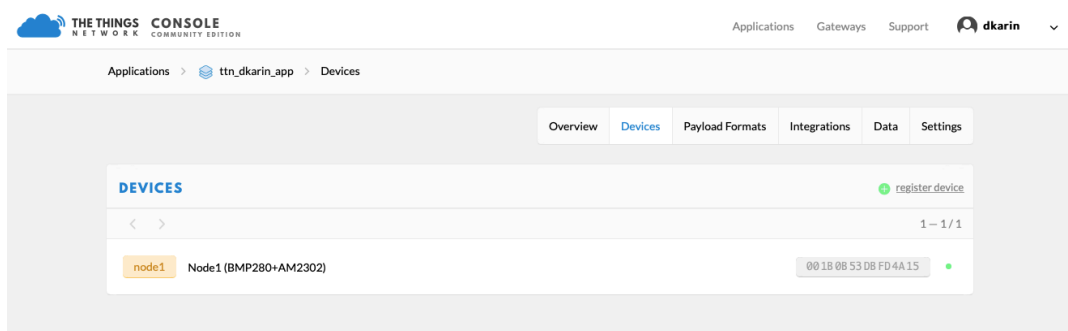 THE THINGS NETWORK CONSOLE COMMUNITY EDITION
Applications Gateways Support dkarin
Applications > ttn_dkarin_app > Devices
Overview Devices Payload Formats Integrations Data Settings
DEVICES register device
1 — 1 / 1
node1 Node1 (BMP280+AM2302) 00 1B 0B 53 DB FD 4A 15